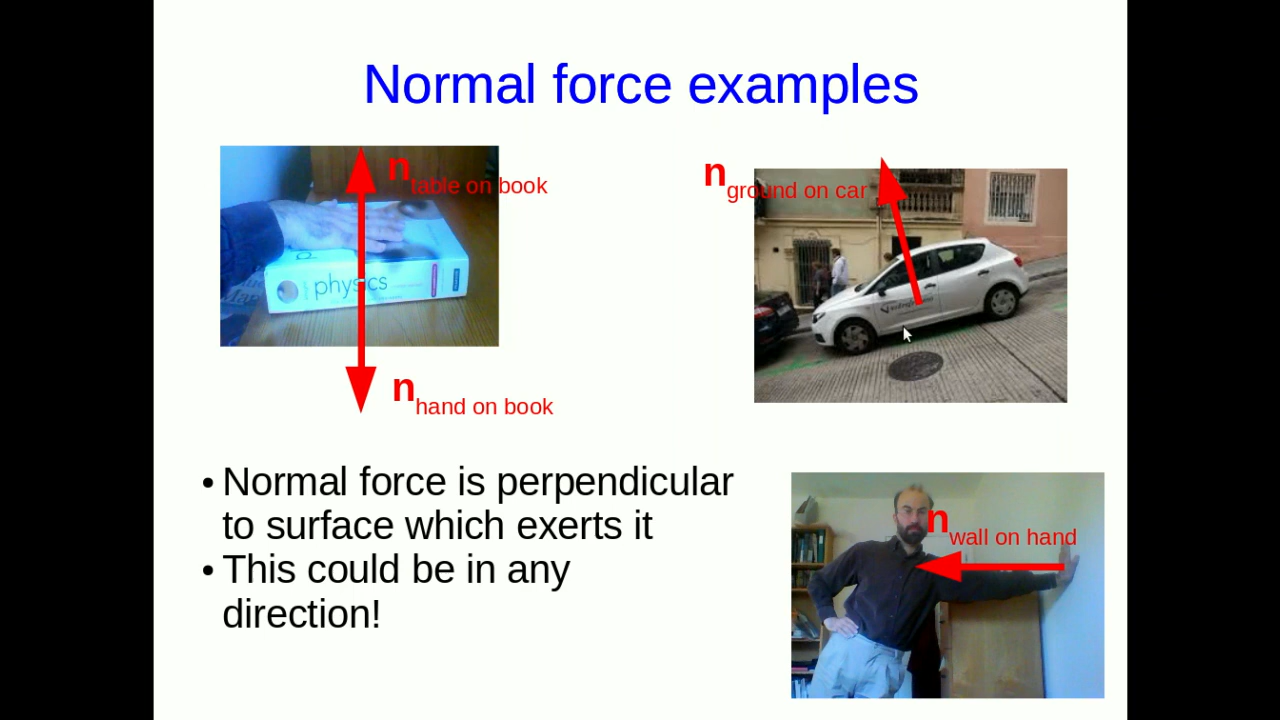 Normal force examples
n table on book
physics
n hand on book
n ground on car
• Normal force is perpendicular
to surface which exerts it
• This could be in any
direction!
n wall on hand